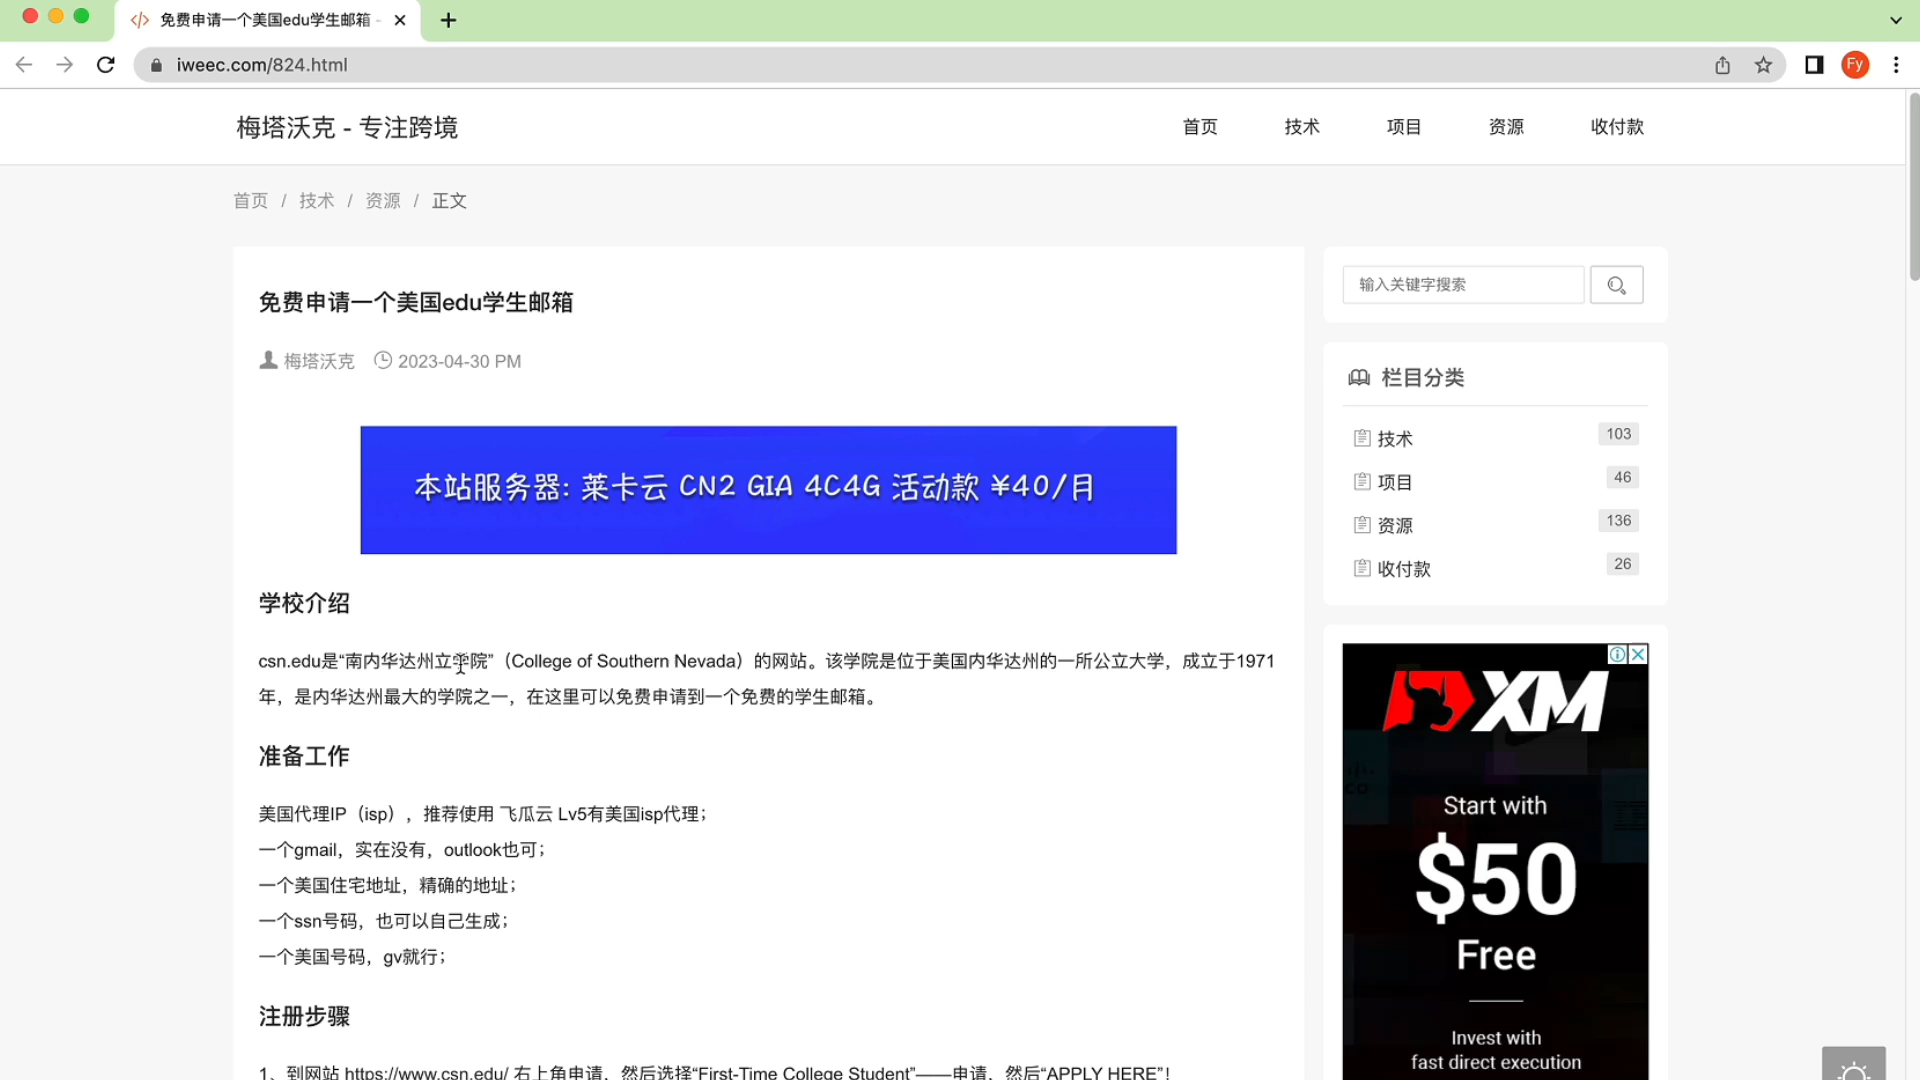 免费申请一个美国edu学生邮箱 -
iweec.com/824.html
Fy
梅塔沃克 - 专注跨境
首页 技术 项目 资源 收付款
首页 / 技术 / 资源 / 正文
免费申请一个美国edu学生邮箱
梅塔沃克 2023-04-30 PM
本站服务器: 莱卡云 CN2 GIA 4C4G 活动款 ¥40/月
学校介绍
csn.edu是“南内华达州立学院”（College of Southern Nevada）的网站。该学院是位于美国内华达州的一所公立大学，成立于1971
年，是内华达州最大的学院之一，在这里可以免费申请到一个免费的学生邮箱。
准备工作
美国代理IP（isp），推荐使用 飞瓜云 Lv5有美国isp代理；
一个gmail，实在没有，outlook也可；
一个美国住宅地址，精确的地址；
一个ssn号码，也可以自己生成；
一个美国号码，gv就行；
注册步骤
1、到网站 https://www.csn.edu/ 右上角申请，然后选择“First-Time College Student”——申请，然后“APPLY HERE”！
输入关键字搜索
栏目分类
技术 103
项目 46
资源 136
收付款 26
XM
Start with
$50
Free
Invest with
fast direct execution